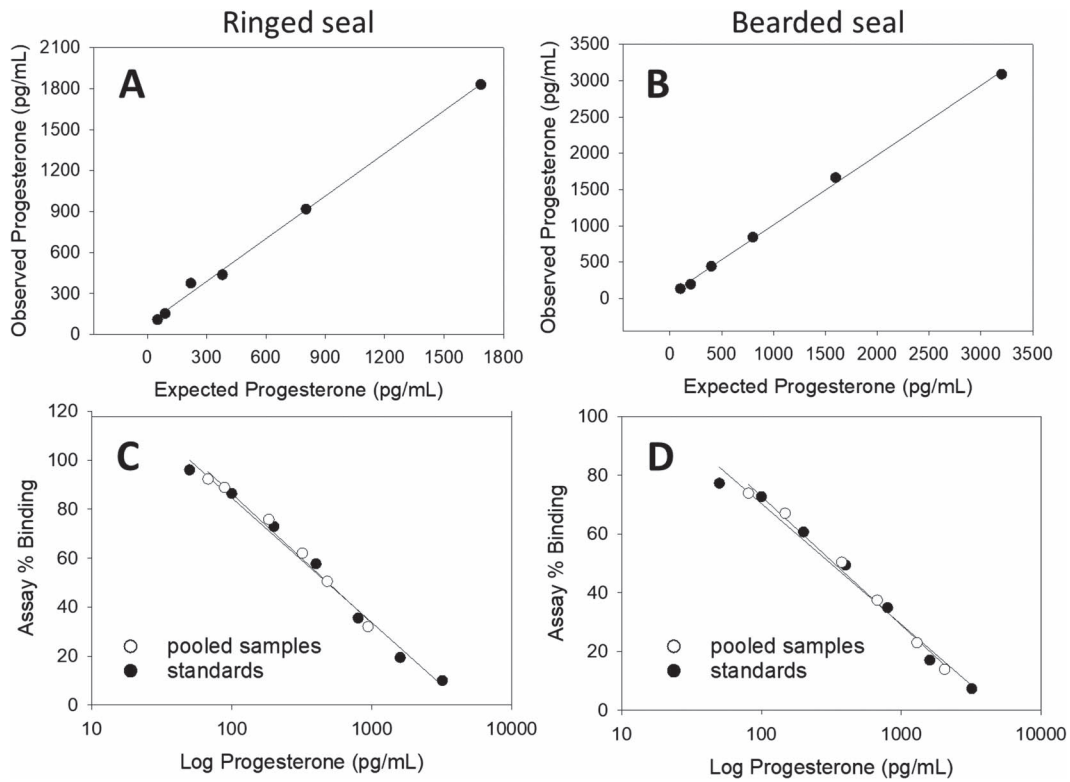 Ringed seal
Bearded seal
A
2100
1800
1500
1200
900
600
300
0
Observed Progesterone (pg/mL)
0 300 600 900 1200 1500 1800
Expected Progesterone (pg/mL)
B
3500
3000
2500
2000
1500
1000
500
0
Observed Progesterone (pg/mL)
0 500 1000 1500 2000 2500 3000 3500
Expected Progesterone (pg/mL)
C
120
100
80
60
40
20
0
Assay % Binding
pooled samples
standards
10 100 1000 10000
Log Progesterone (pg/mL)
D
100
80
60
40
20
0
Assay % Binding
pooled samples
standards
10 100 1000 10000
Log Progesterone (pg/mL)